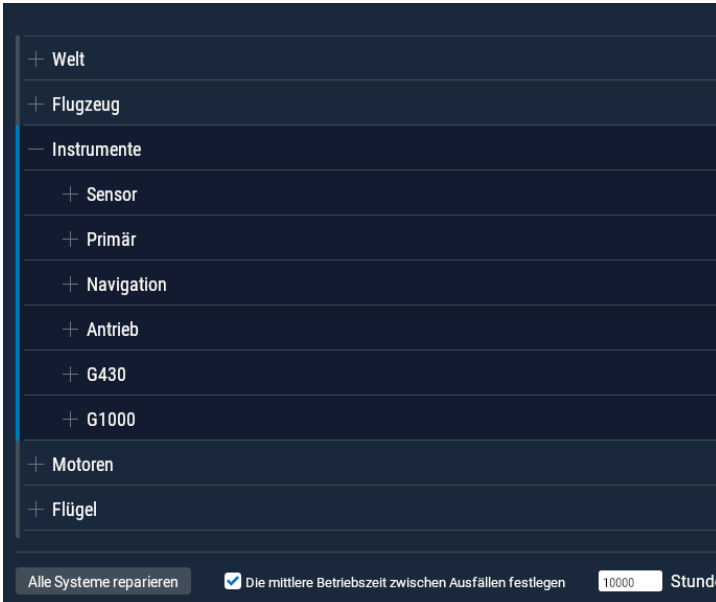 Welt
Flugzeug
Instrumente
Sensor
Primär
Navigation
Antrieb
G430
G1000
Motoren
Flügel
Alle Systeme reparieren Die mittlere Betriebszeit zwischen Ausfällen festlegen 10000